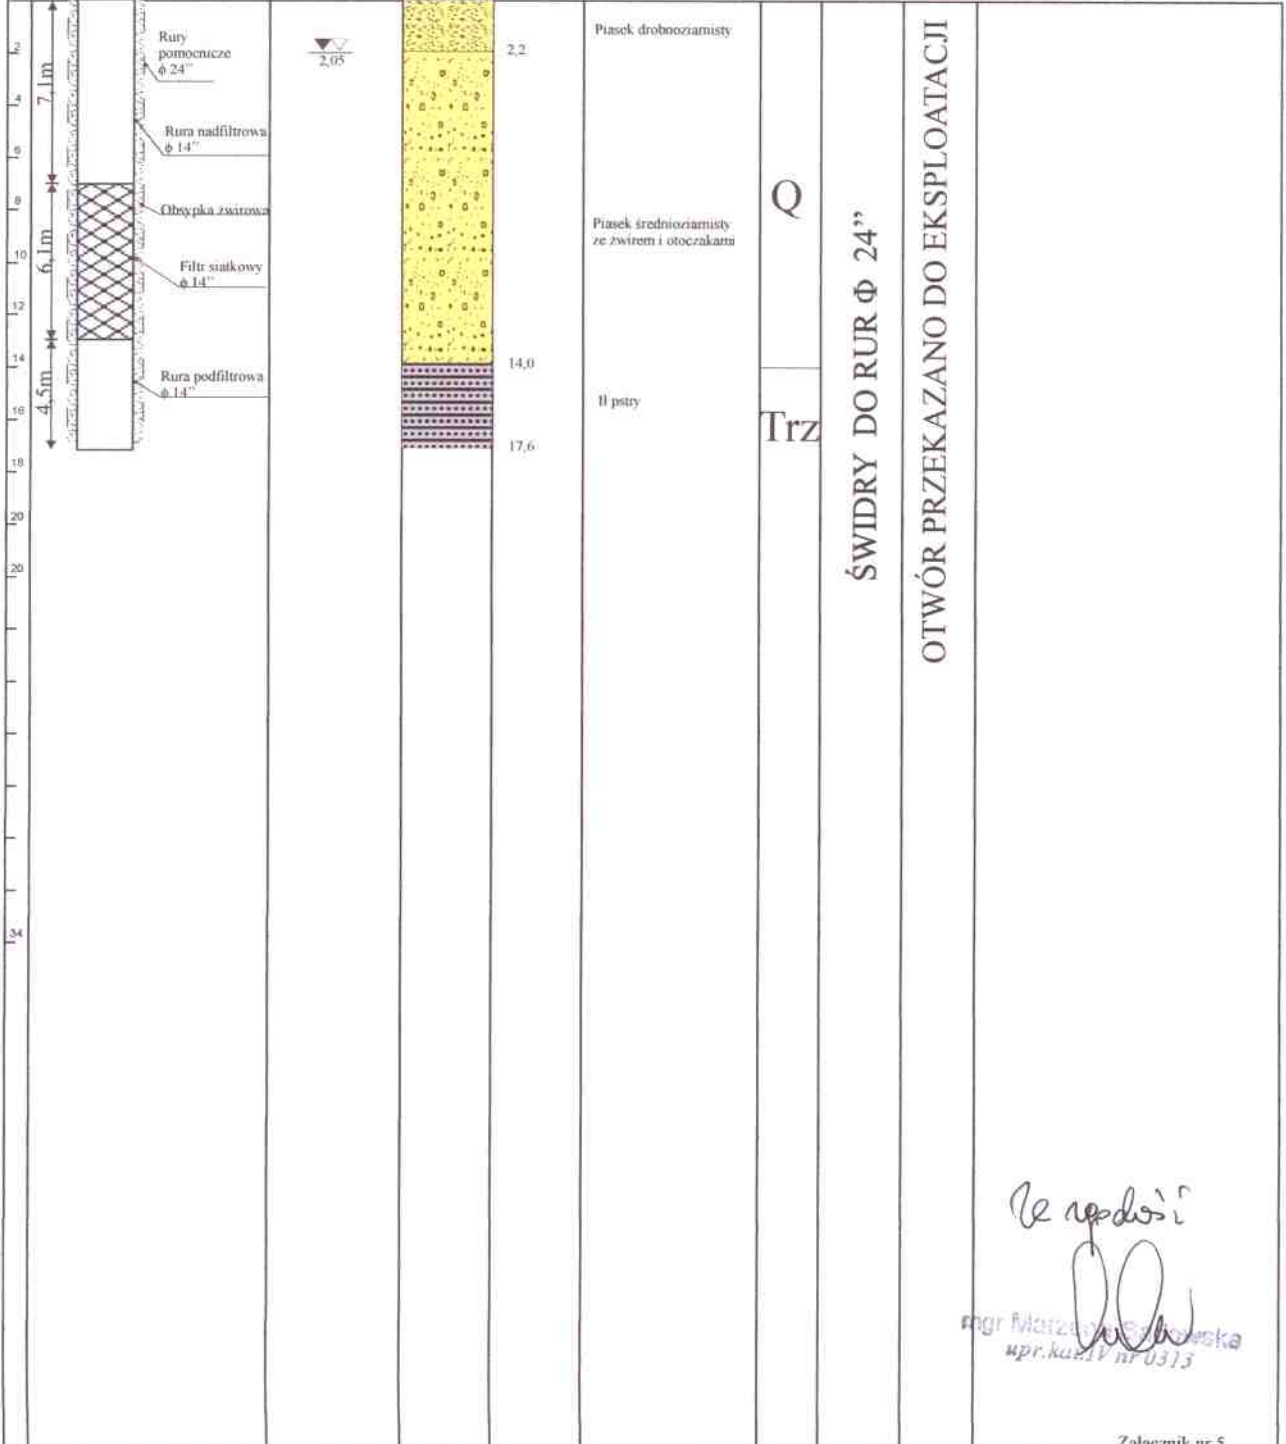 2
4
6
8
10
12
14
16
18
20
20
34
7,1m
6,1m
4,5m
Rury
pomocnicze
ϕ 24"
Rura nadfiltrowa
ϕ 14"
Obsypka żwirowa
Filtr siatkowy
ϕ 14"
Rura podfiltrowa
ϕ 14"
2,05
2,2
14,0
17,6
Piasek drobnoziarnisty
Piasek średnioziarnisty
ze żwirem i otoczakami
Ił pstry
Q
Trz
ŚWIDRY DO RUR Φ 24”
OTWÓR PRZEKAZANO DO EKSPLOATACJI
Za zgodność
mgr
upr.kat.IV nr 0313
Załącznik nr 5